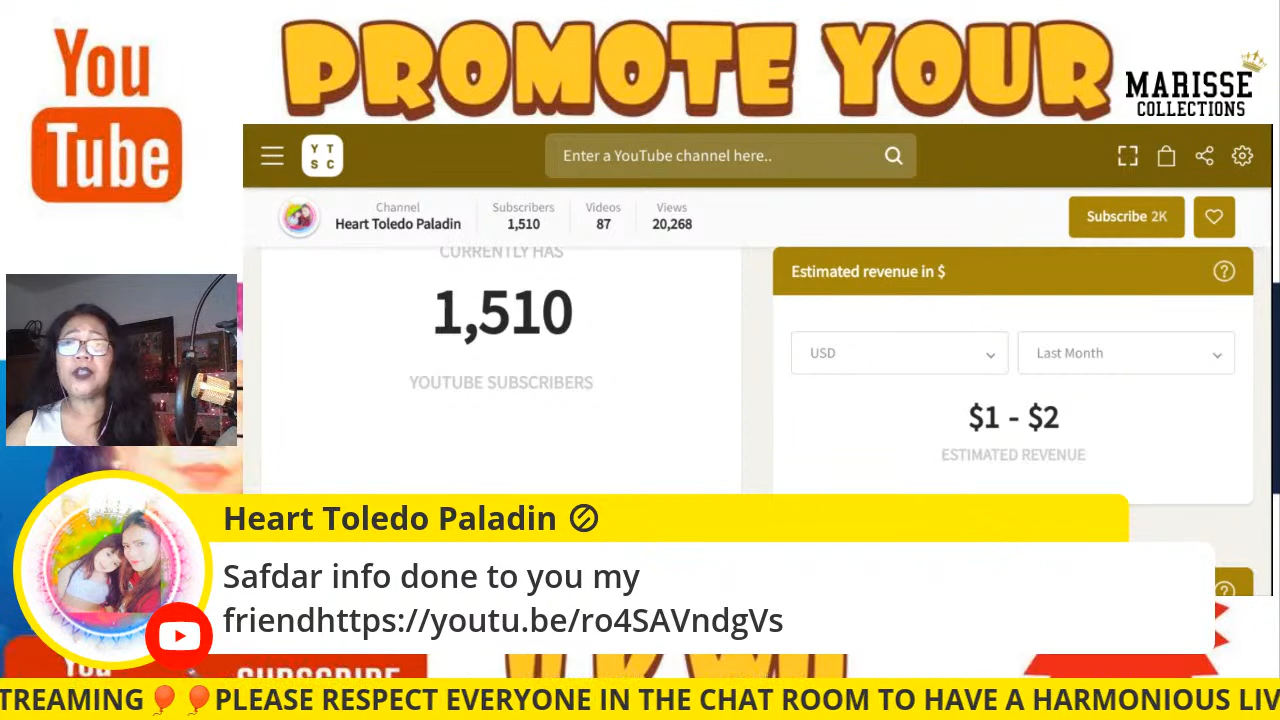 You
Tube
PROMOTE YOUR
MARISSE
COLLECTIONS
Y T
S C
Enter a YouTube channel here..
Channel
Heart Toledo Paladin
Subscribers
1,510
Videos
87
Views
20,268
Subscribe 2K
CURRENTLY HAS
1,510
YOUTUBE SUBSCRIBERS
Estimated revenue in $
?
USD
Last Month
$1 - $2
ESTIMATED REVENUE
?
Heart Toledo Paladin
Safdar info done to you my
friendhttps://youtu.be/ro4SAVndgVs
You
SUBSCRIBE
TREAMING🎈🎈PLEASE RESPECT EVERYONE IN THE CHAT ROOM TO HAVE A HARMONIOUS LIV